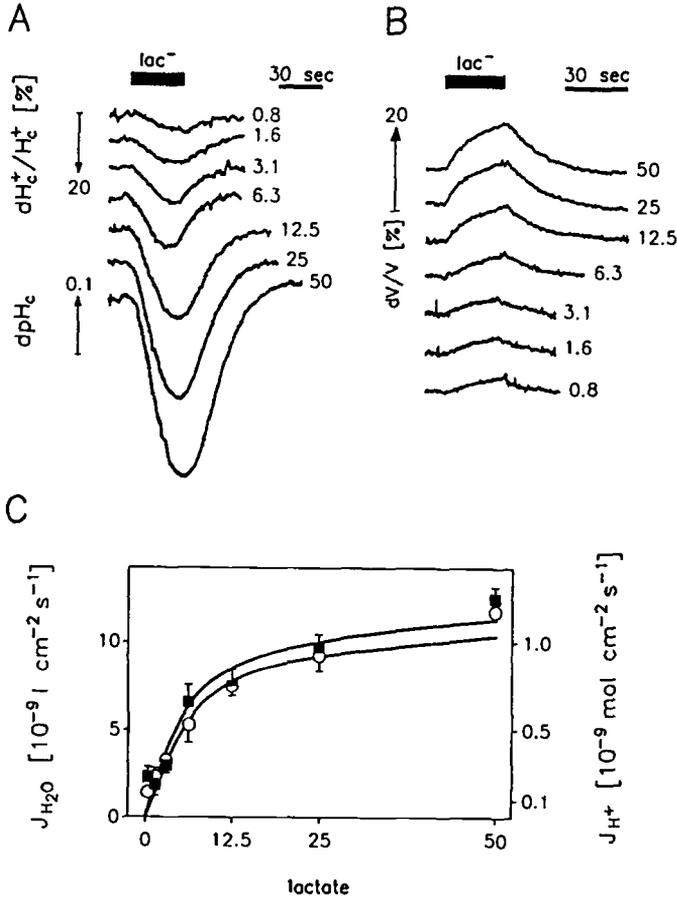 A
lac⁻
30 sec
dH⁺c/H⁺c [%]
20
0.8
1.6
3.1
6.3
12.5
25
50
0.1
dpHc
B
lac⁻
30 sec
20
dV/V [%]
50
25
12.5
6.3
3.1
1.6
0.8
C
J H₂O [10⁻⁹ l cm⁻² s⁻¹]
10
5
0
J H⁺ [10⁻⁹ mol cm⁻² s⁻¹]
1.0
0.5
0.1
0 12.5 25 50
lactate